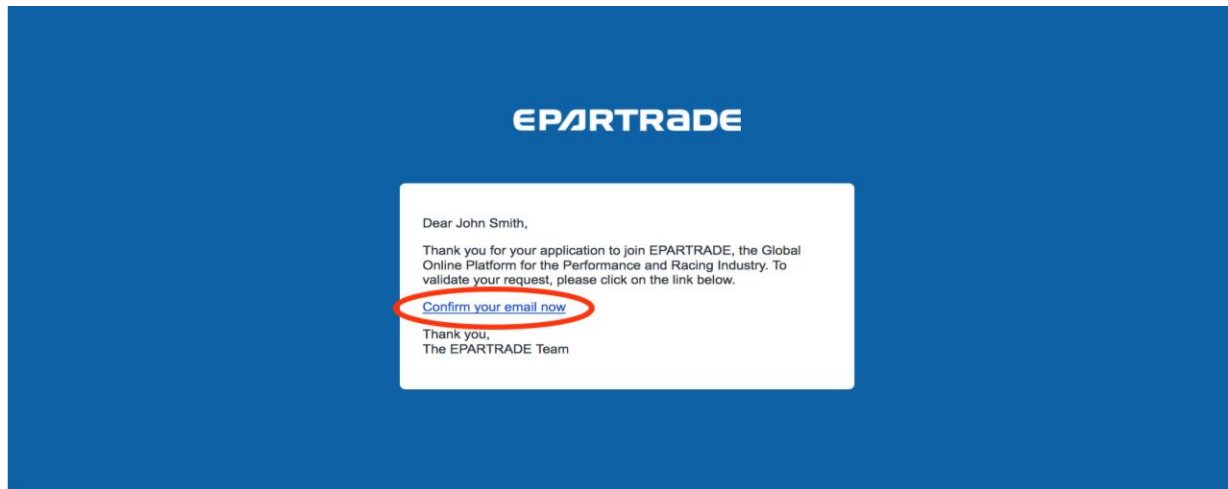 EPARTRADE
Dear John Smith,
Thank you for your application to join EPARTRADE, the Global
Online Platform for the Performance and Racing Industry. To
validate your request, please click on the link below.
Confirm your email now
Thank you,
The EPARTRADE Team